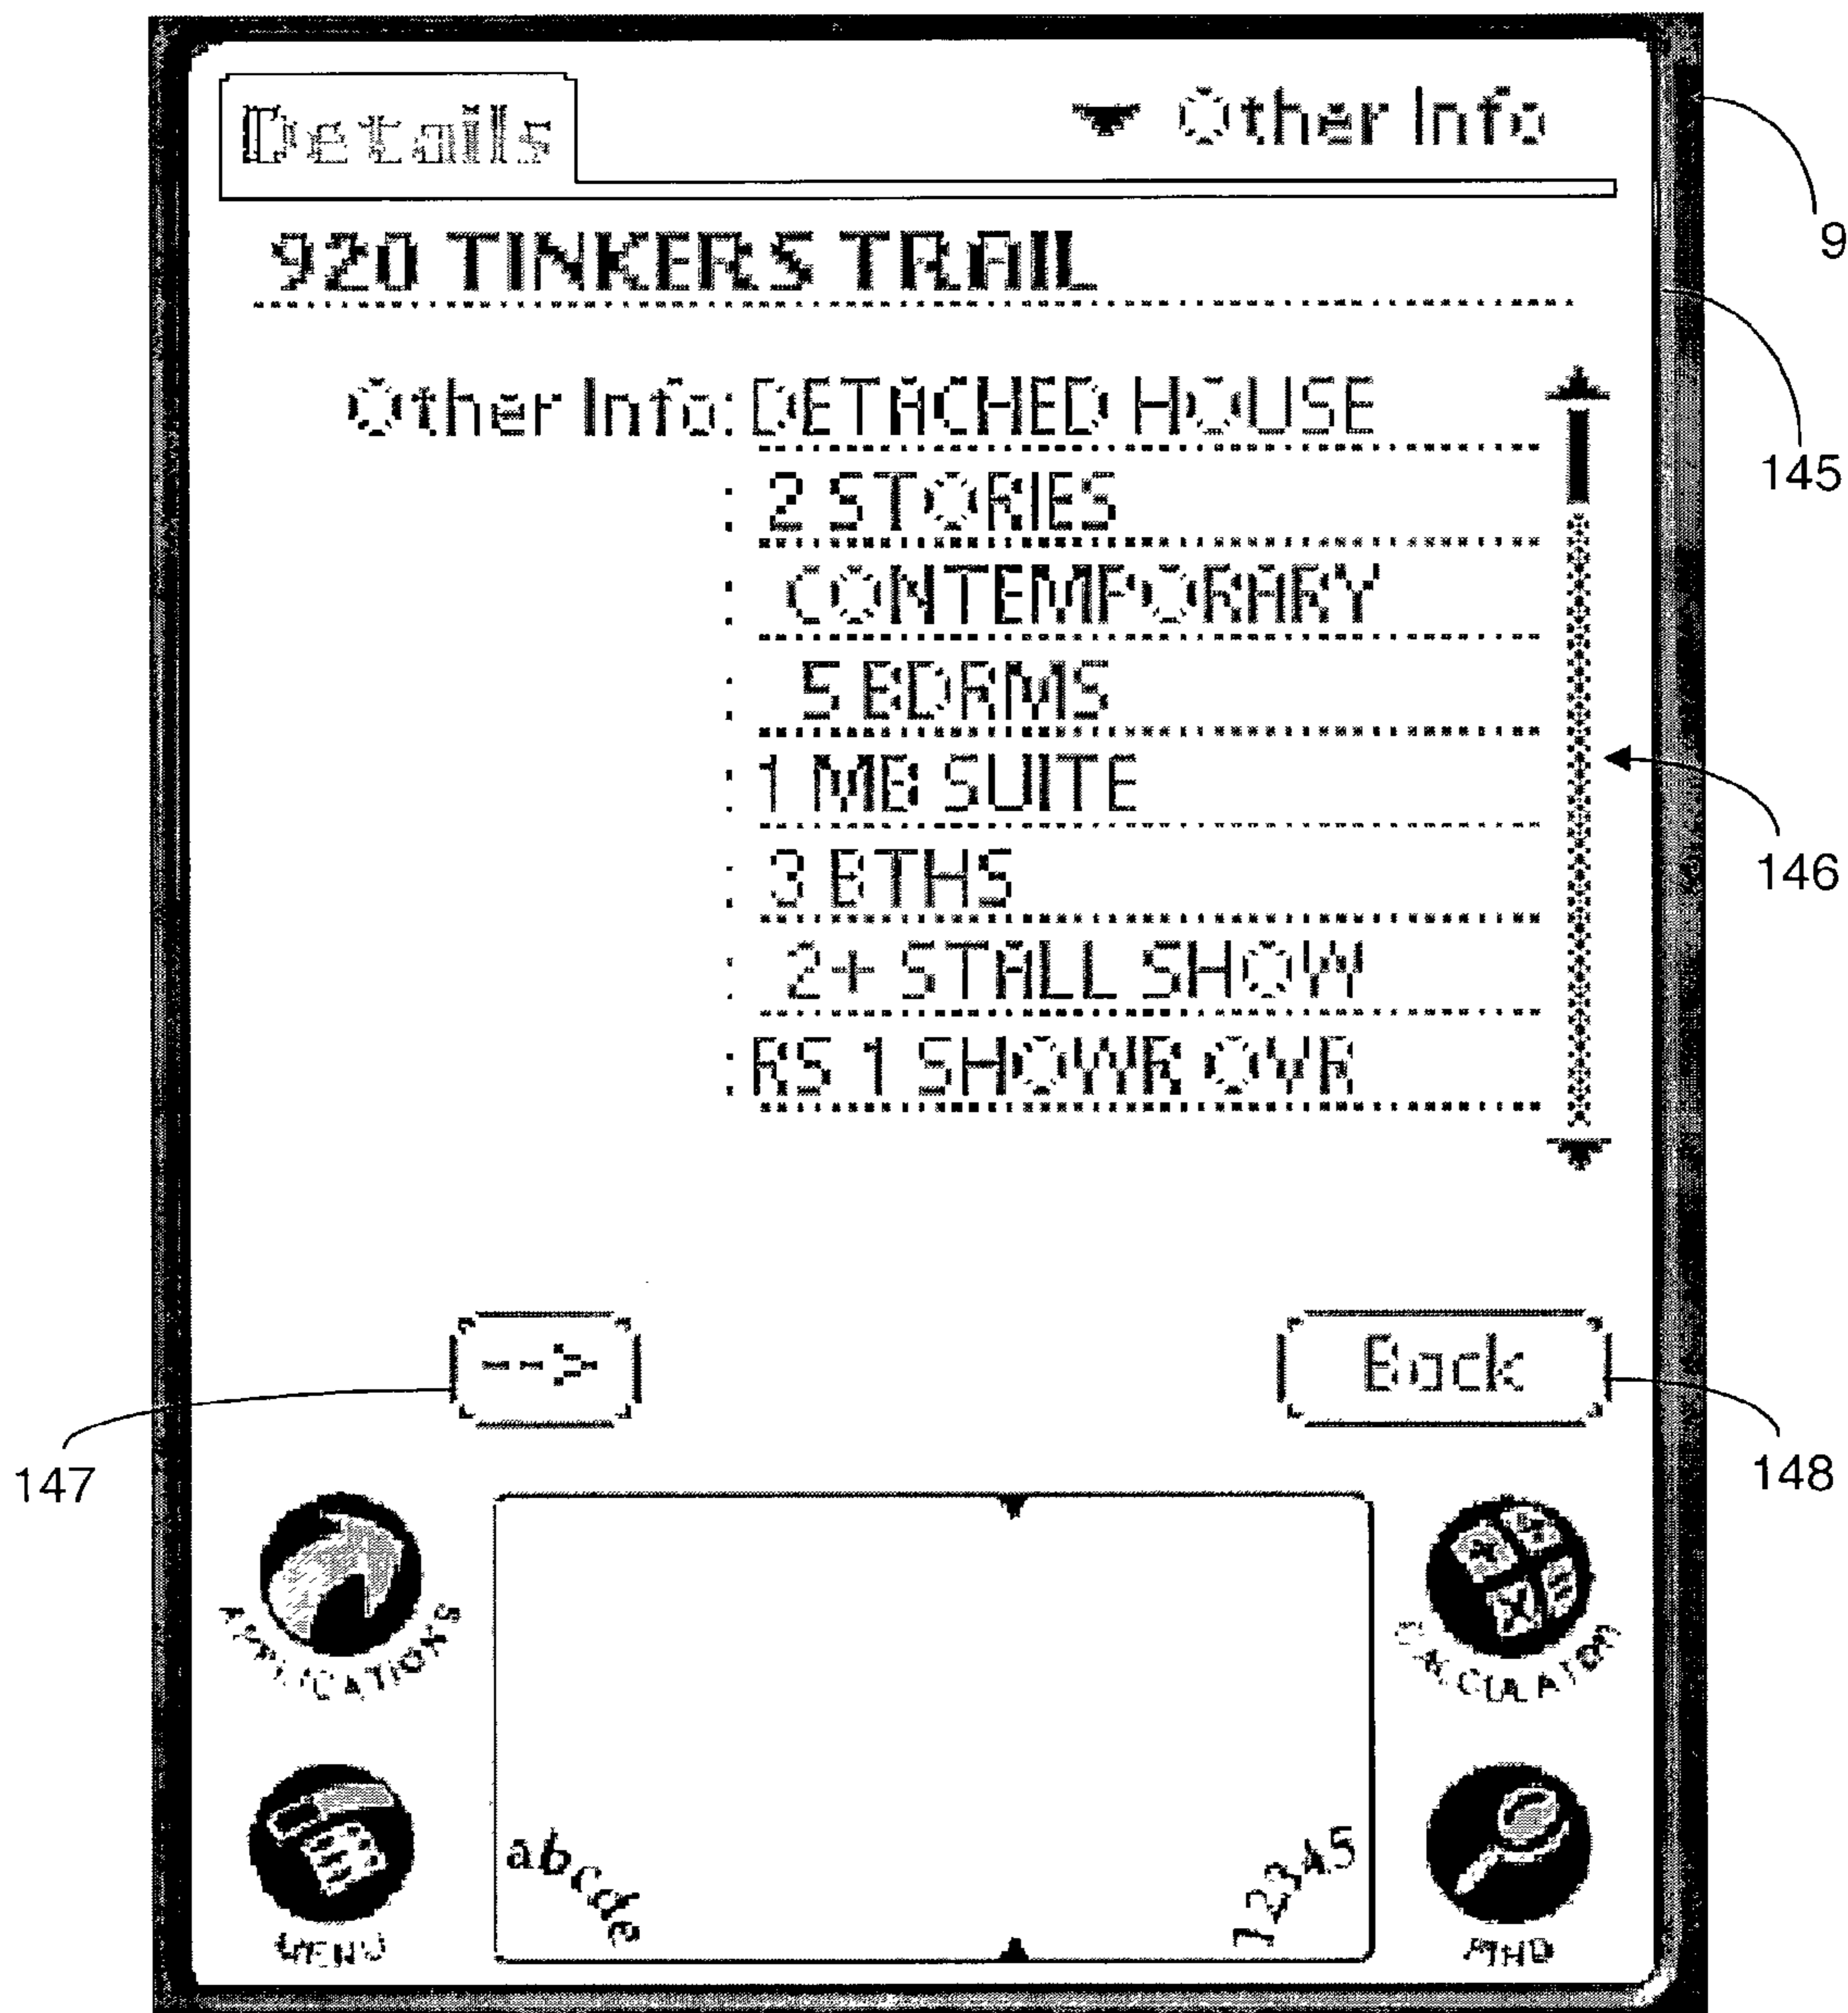 Details
Other Info
9
920 TINKERS TRAIL
145
Other Info: DETACHED HOUSE
: 2 STORIES
: CONTEMPORARY
: 5 BDRMS
: 1 MB SUITE
146
: 3 BTHS
: 2+ STALL SHOW
: RS 1 SHOWR OVR
-->
Back
147
148
APPLICATIONS
CALCULATOR
abcde
12345
MENU
FIND